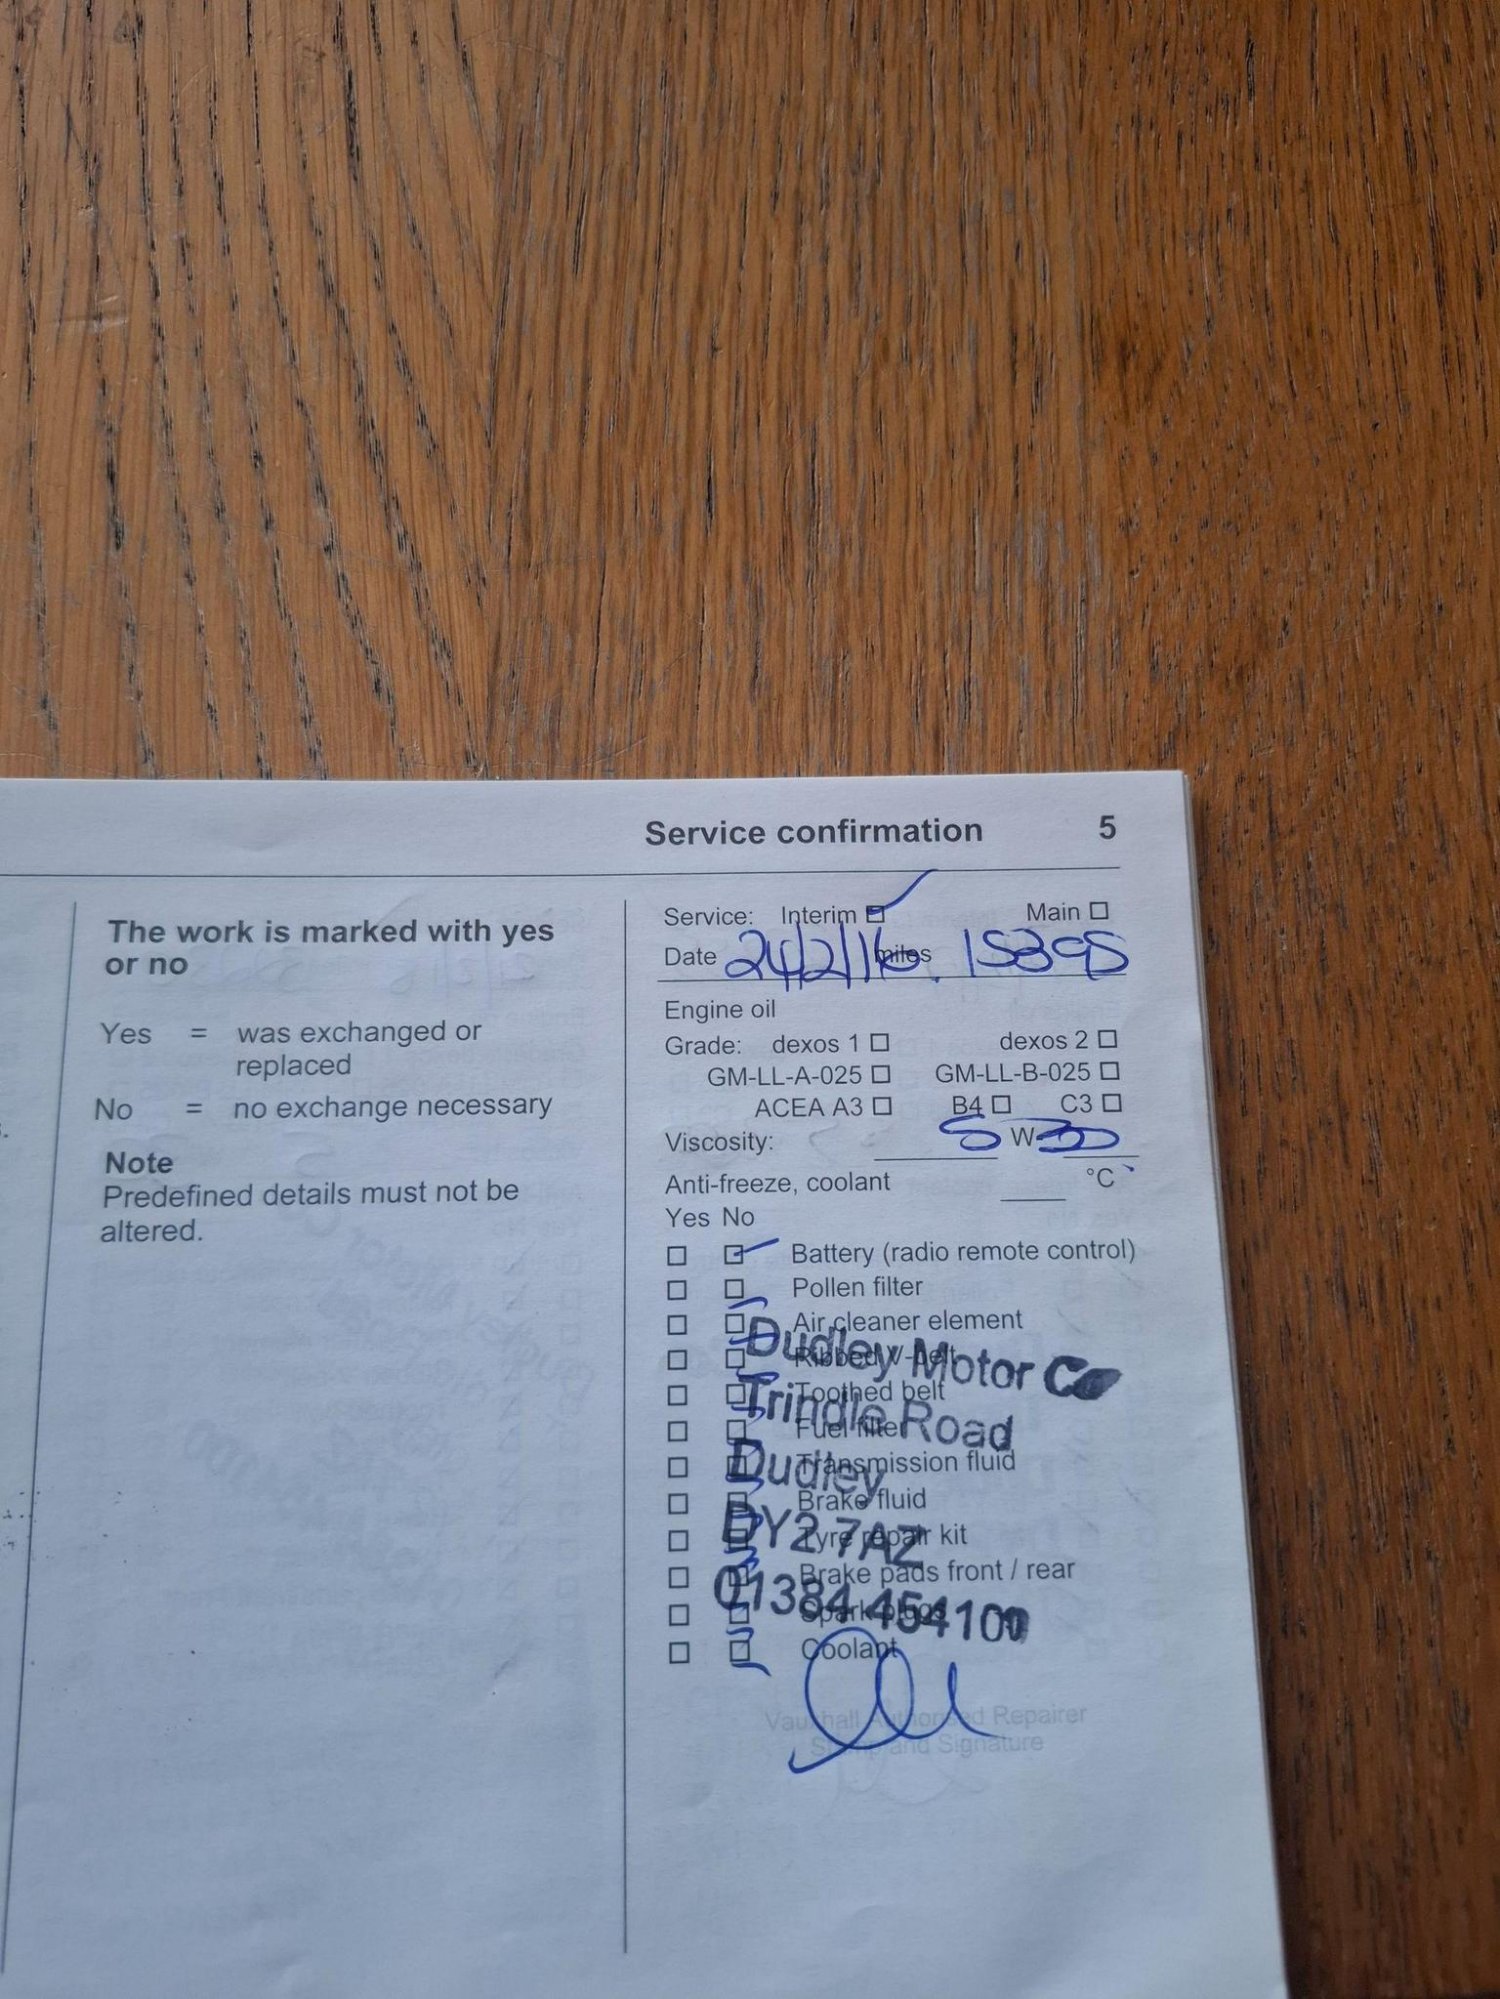 Service confirmation 5
The work is marked with yes
or no
Yes = was exchanged or
replaced
No = no exchange necessary
Note
Predefined details must not be
altered.
Service: Interim Main
Date 24/2/16 miles 15395
Engine oil
Grade: dexos 1 dexos 2
GM-LL-A-025 GM-LL-B-025
ACEA A3 B4 C3
Viscosity: 5 W 30
Anti-freeze, coolant °C
Yes No
Battery (radio remote control)
Pollen filter
Air cleaner element
Ribbed V-belt
Toothed belt
Fuel filter
Transmission fluid
Brake fluid
Tyre repair kit
Brake pads front / rear
Spark plugs
Coolant
Dudley Motor Co
Trindle Road
Dudley
DY2 7AZ
01384 454100
Vauxhall Authorised Repairer
Stamp and Signature